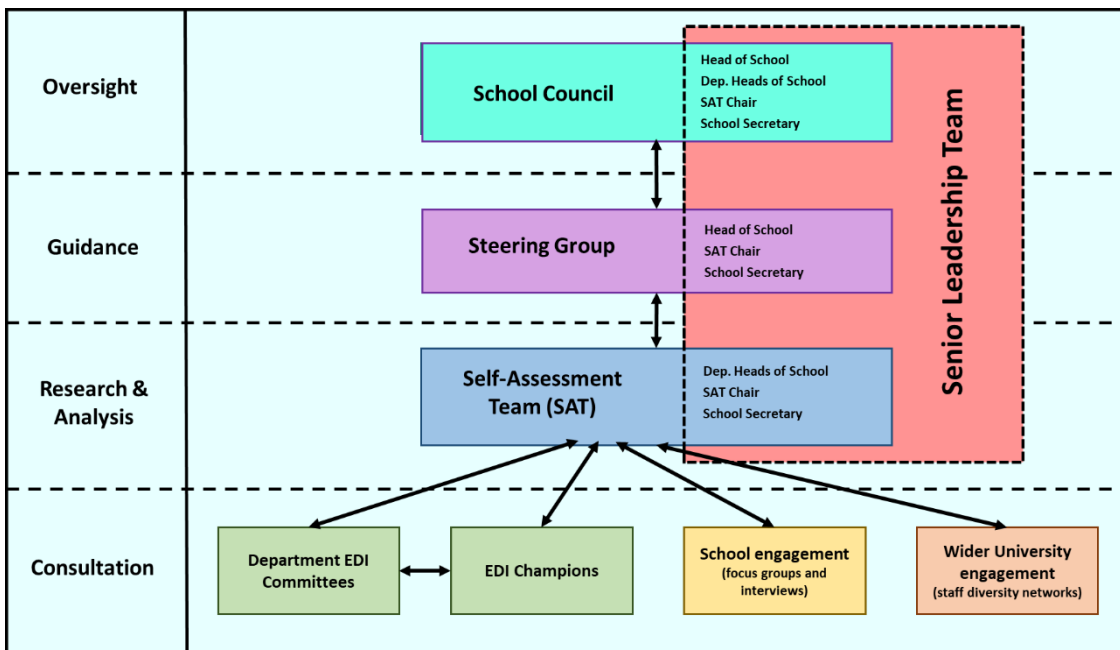 Oversight
School Council
Head of School
Dep. Heads of School
SAT Chair
School Secretary
Senior Leadership Team
Guidance
Steering Group
Head of School
SAT Chair
School Secretary
Research &
Analysis
Self-Assessment
Team (SAT)
Dep. Heads of School
SAT Chair
School Secretary
Consultation
Department EDI
Committees
EDI Champions
School engagement
(focus groups and
interviews)
Wider University
engagement
(staff diversity networks)